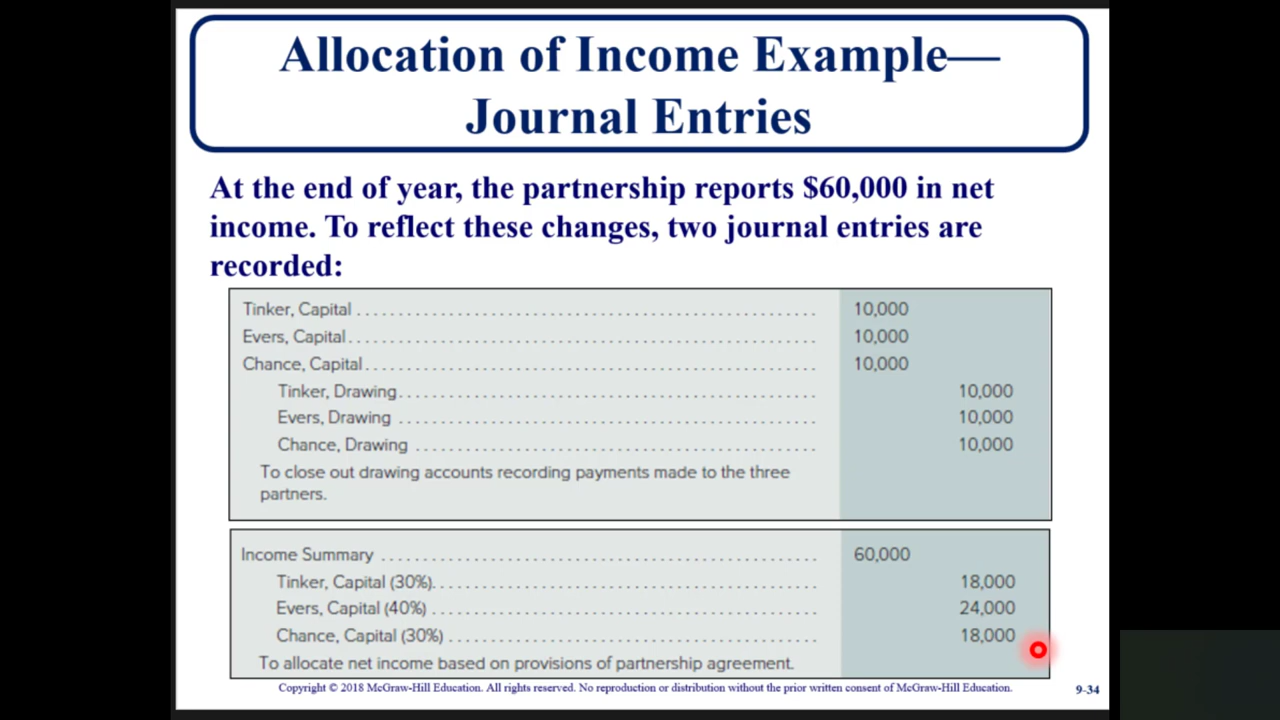 Allocation of Income Example—
Journal Entries
At the end of year, the partnership reports $60,000 in net
income. To reflect these changes, two journal entries are
recorded:
Tinker, Capital 10,000
Evers, Capital 10,000
Chance, Capital 10,000
Tinker, Drawing 10,000
Evers, Drawing 10,000
Chance, Drawing 10,000
To close out drawing accounts recording payments made to the three
partners.
Income Summary 60,000
Tinker, Capital (30%) 18,000
Evers, Capital (40%) 24,000
Chance, Capital (30%) 18,000
To allocate net income based on provisions of partnership agreement.
Copyright © 2018 McGraw-Hill Education. All rights reserved. No reproduction or distribution without the prior written consent of McGraw-Hill Education. 9-34